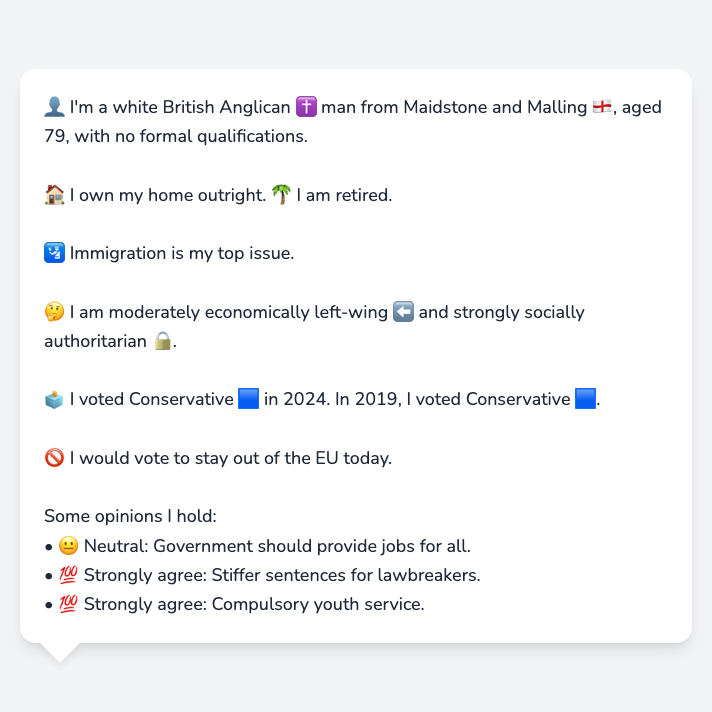 👤 I'm a white British Anglican ✝️ man from Maidstone and Malling 🏴󠁧󠁢󠁥󠁮󠁧󠁿, aged
79, with no formal qualifications.
🏠 I own my home outright. 🌴 I am retired.
🛂 Immigration is my top issue.
🤔 I am moderately economically left-wing ⬅️ and strongly socially
authoritarian 🔒.
🗳️ I voted Conservative 🟦 in 2024. In 2019, I voted Conservative 🟦.
🚫 I would vote to stay out of the EU today.
Some opinions I hold:
• 😐 Neutral: Government should provide jobs for all.
• 💯 Strongly agree: Stiffer sentences for lawbreakers.
• 💯 Strongly agree: Compulsory youth service.